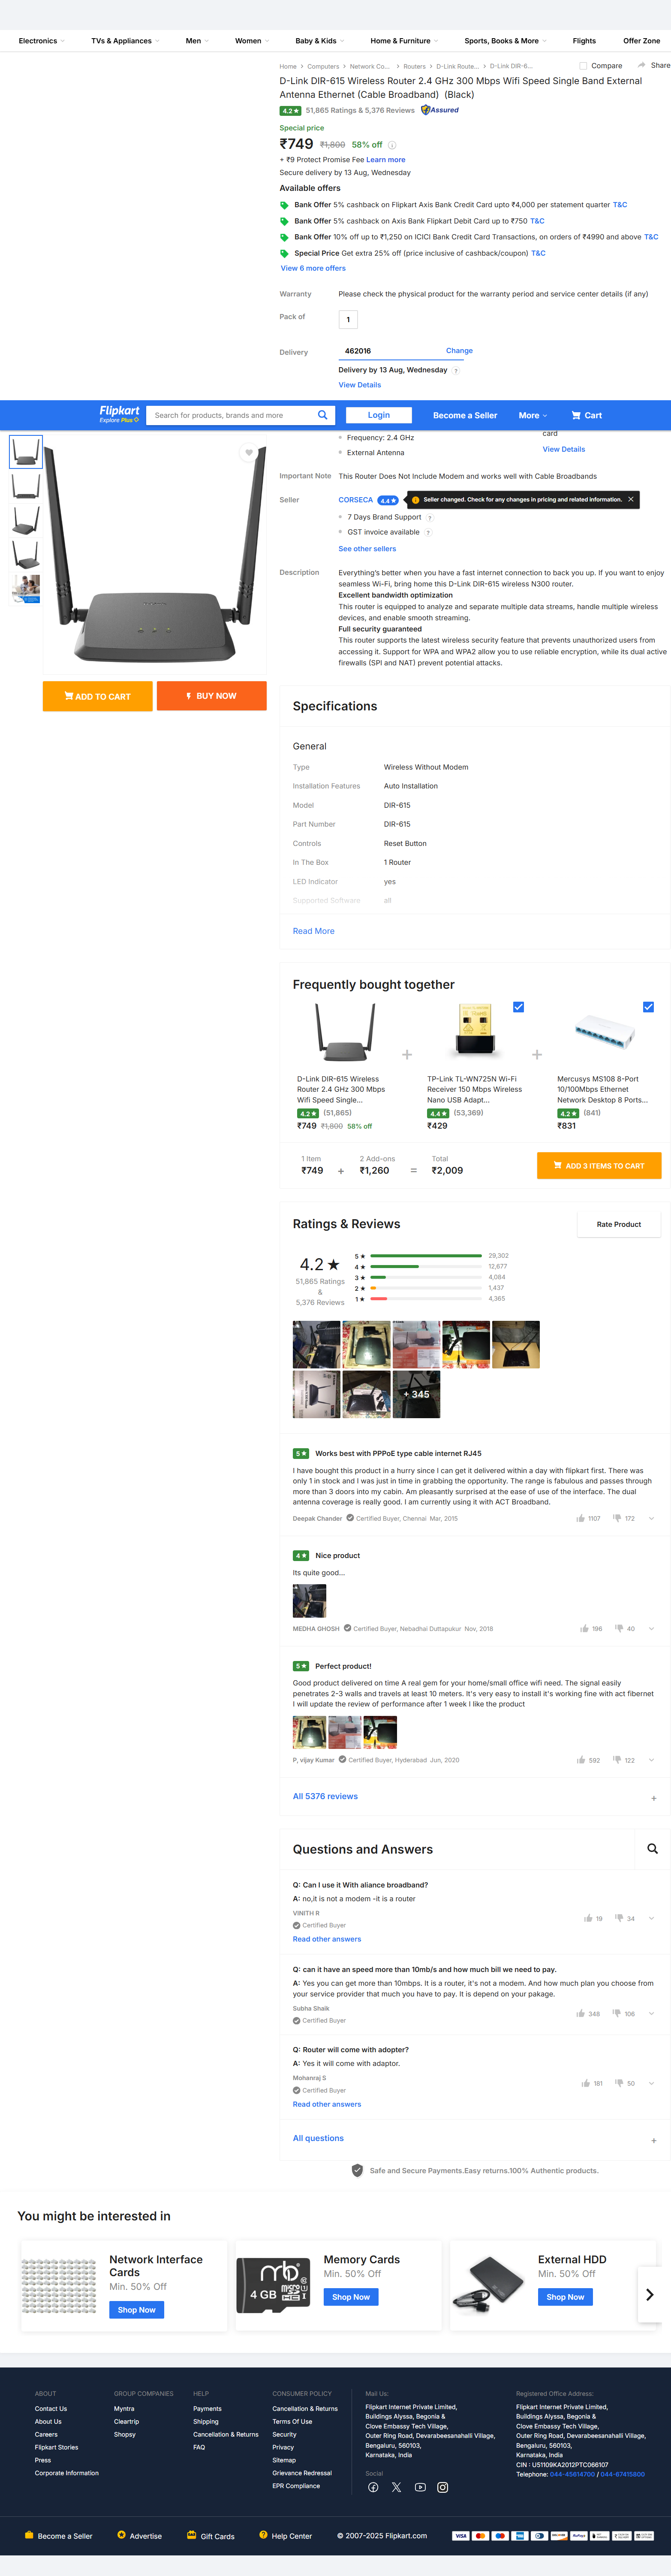 Electronics TVs & Appliances Men Women Baby & Kids Home & Furniture Sports, Books & More Flights Offer Zone
Home Computers Network Co... Routers D-Link Route... D-Link DIR-6... Compare Share
D-Link DIR-615 Wireless Router 2.4 GHz 300 Mbps Wifi Speed Single Band External
Antenna Ethernet (Cable Broadband) (Black)
4.2★ 51,865 Ratings & 5,376 Reviews Assured
Special price
₹749 ₹1,800 58% off
+ ₹9 Protect Promise Fee Learn more
Secure delivery by 13 Aug, Wednesday
Available offers
Bank Offer 5% cashback on Flipkart Axis Bank Credit Card upto ₹4,000 per statement quarter T&C
Bank Offer 5% cashback on Axis Bank Flipkart Debit Card up to ₹750 T&C
Bank Offer 10% off up to ₹1,250 on ICICI Bank Credit Card Transactions, on orders of ₹4990 and above T&C
Special Price Get extra 25% off (price inclusive of cashback/coupon) T&C
View 6 more offers
Warranty Please check the physical product for the warranty period and service center details (if any)
Pack of 1
Delivery 462016 Change
Delivery by 13 Aug, Wednesday ?
View Details
Flipkart
Explore Plus
Search for products, brands and more
Login Become a Seller More Cart
Frequency: 2.4 GHz
External Antenna
card
View Details
Important Note This Router Does Not Include Modem and works well with Cable Broadbands
Seller CORSECA 4.4★ Seller changed. Check for any changes in pricing and related information.
7 Days Brand Support ?
GST invoice available ?
See other sellers
Description Everything's better when you have a fast internet connection to back you up. If you want to enjoy
seamless Wi-Fi, bring home this D-Link DIR-615 wireless N300 router.
Excellent bandwidth optimization
This router is equipped to analyze and separate multiple data streams, handle multiple wireless
devices, and enable smooth streaming.
Full security guaranteed
This router supports the latest wireless security feature that prevents unauthorized users from
accessing it. Support for WPA and WPA2 allow you to use reliable encryption, while its dual active
firewalls (SPI and NAT) prevent potential attacks.
ADD TO CART BUY NOW
Specifications
General
Type Wireless Without Modem
Installation Features Auto Installation
Model DIR-615
Part Number DIR-615
Controls Reset Button
In The Box 1 Router
LED Indicator yes
Supported Software all
Read More
Frequently bought together
D-Link DIR-615 Wireless
Router 2.4 GHz 300 Mbps
Wifi Speed Single...
4.2★ (51,865)
₹749 ₹1,800 58% off
+
TP-Link TL-WN725N Wi-Fi
Receiver 150 Mbps Wireless
Nano USB Adapt...
4.4★ (53,369)
₹429
+
Mercusys MS108 8-Port
10/100Mbps Ethernet
Network Desktop 8 Ports...
4.2★ (841)
₹831
1 Item 2 Add-ons Total
₹749 + ₹1,260 = ₹2,009
ADD 3 ITEMS TO CART
Ratings & Reviews
Rate Product
4.2★
51,865 Ratings
&
5,376 Reviews
5★ 29,302
4★ 12,677
3★ 4,084
2★ 1,437
1★ 4,365
+ 345
5★ Works best with PPPoE type cable internet RJ45
I have bought this product in a hurry since I can get it delivered within a day with flipkart first. There was
only 1 in stock and I was just in time in grabbing the opportunity. The range is fabulous and passes through
more than 3 doors into my cabin. Am pleasantly surprised at the ease of use of the interface. The dual
antenna coverage is really good. I am currently using it with ACT Broadband.
Deepak Chander Certified Buyer, Chennai Mar, 2015 1107 172
4★ Nice product
Its quite good...
MEDHA GHOSH Certified Buyer, Nebadhai Duttapukur Nov, 2018 196 40
5★ Perfect product!
Good product delivered on time A real gem for your home/small office wifi need. The signal easily
penetrates 2-3 walls and travels at least 10 meters. It's very easy to install it's working fine with act fibernet
I will update the review of performance after 1 week I like the product
P, vijay Kumar Certified Buyer, Hyderabad Jun, 2020 592 122
All 5376 reviews +
Questions and Answers
Q: Can I use it With aliance broadband?
A: no,it is not a modem -it is a router
VINITH R
Certified Buyer 19 34
Read other answers
Q: can it have an speed more than 10mb/s and how much bill we need to pay.
A: Yes you can get more than 10mbps. It is a router, it's not a modem. And how much plan you choose from
your service provider that much you have to pay. It is depend on your pakage.
Subha Shaik
Certified Buyer 348 106
Q: Router will come with adopter?
A: Yes it will come with adaptor.
Mohanraj S
Certified Buyer 181 50
Read other answers
All questions +
Safe and Secure Payments.Easy returns.100% Authentic products.
You might be interested in
Network Interface
Cards
Min. 50% Off
Shop Now
4 GB
Memory Cards
Min. 50% Off
Shop Now
External HDD
Min. 50% Off
Shop Now
ABOUT
Contact Us
About Us
Careers
Flipkart Stories
Press
Corporate Information
GROUP COMPANIES
Myntra
Cleartrip
Shopsy
HELP
Payments
Shipping
Cancellation & Returns
FAQ
CONSUMER POLICY
Cancellation & Returns
Terms Of Use
Security
Privacy
Sitemap
Grievance Redressal
EPR Compliance
Mail Us:
Flipkart Internet Private Limited,
Buildings Alyssa, Begonia &
Clove Embassy Tech Village,
Outer Ring Road, Devarabeesanahalli Village,
Bengaluru, 560103,
Karnataka, India
Social
Registered Office Address:
Flipkart Internet Private Limited,
Buildings Alyssa, Begonia &
Clove Embassy Tech Village,
Outer Ring Road, Devarabeesanahalli Village,
Bengaluru, 560103,
Karnataka, India
CIN : U51109KA2012PTC066107
Telephone: 044-45614700 / 044-67415800
Become a Seller Advertise Gift Cards Help Center © 2007-2025 Flipkart.com VISA